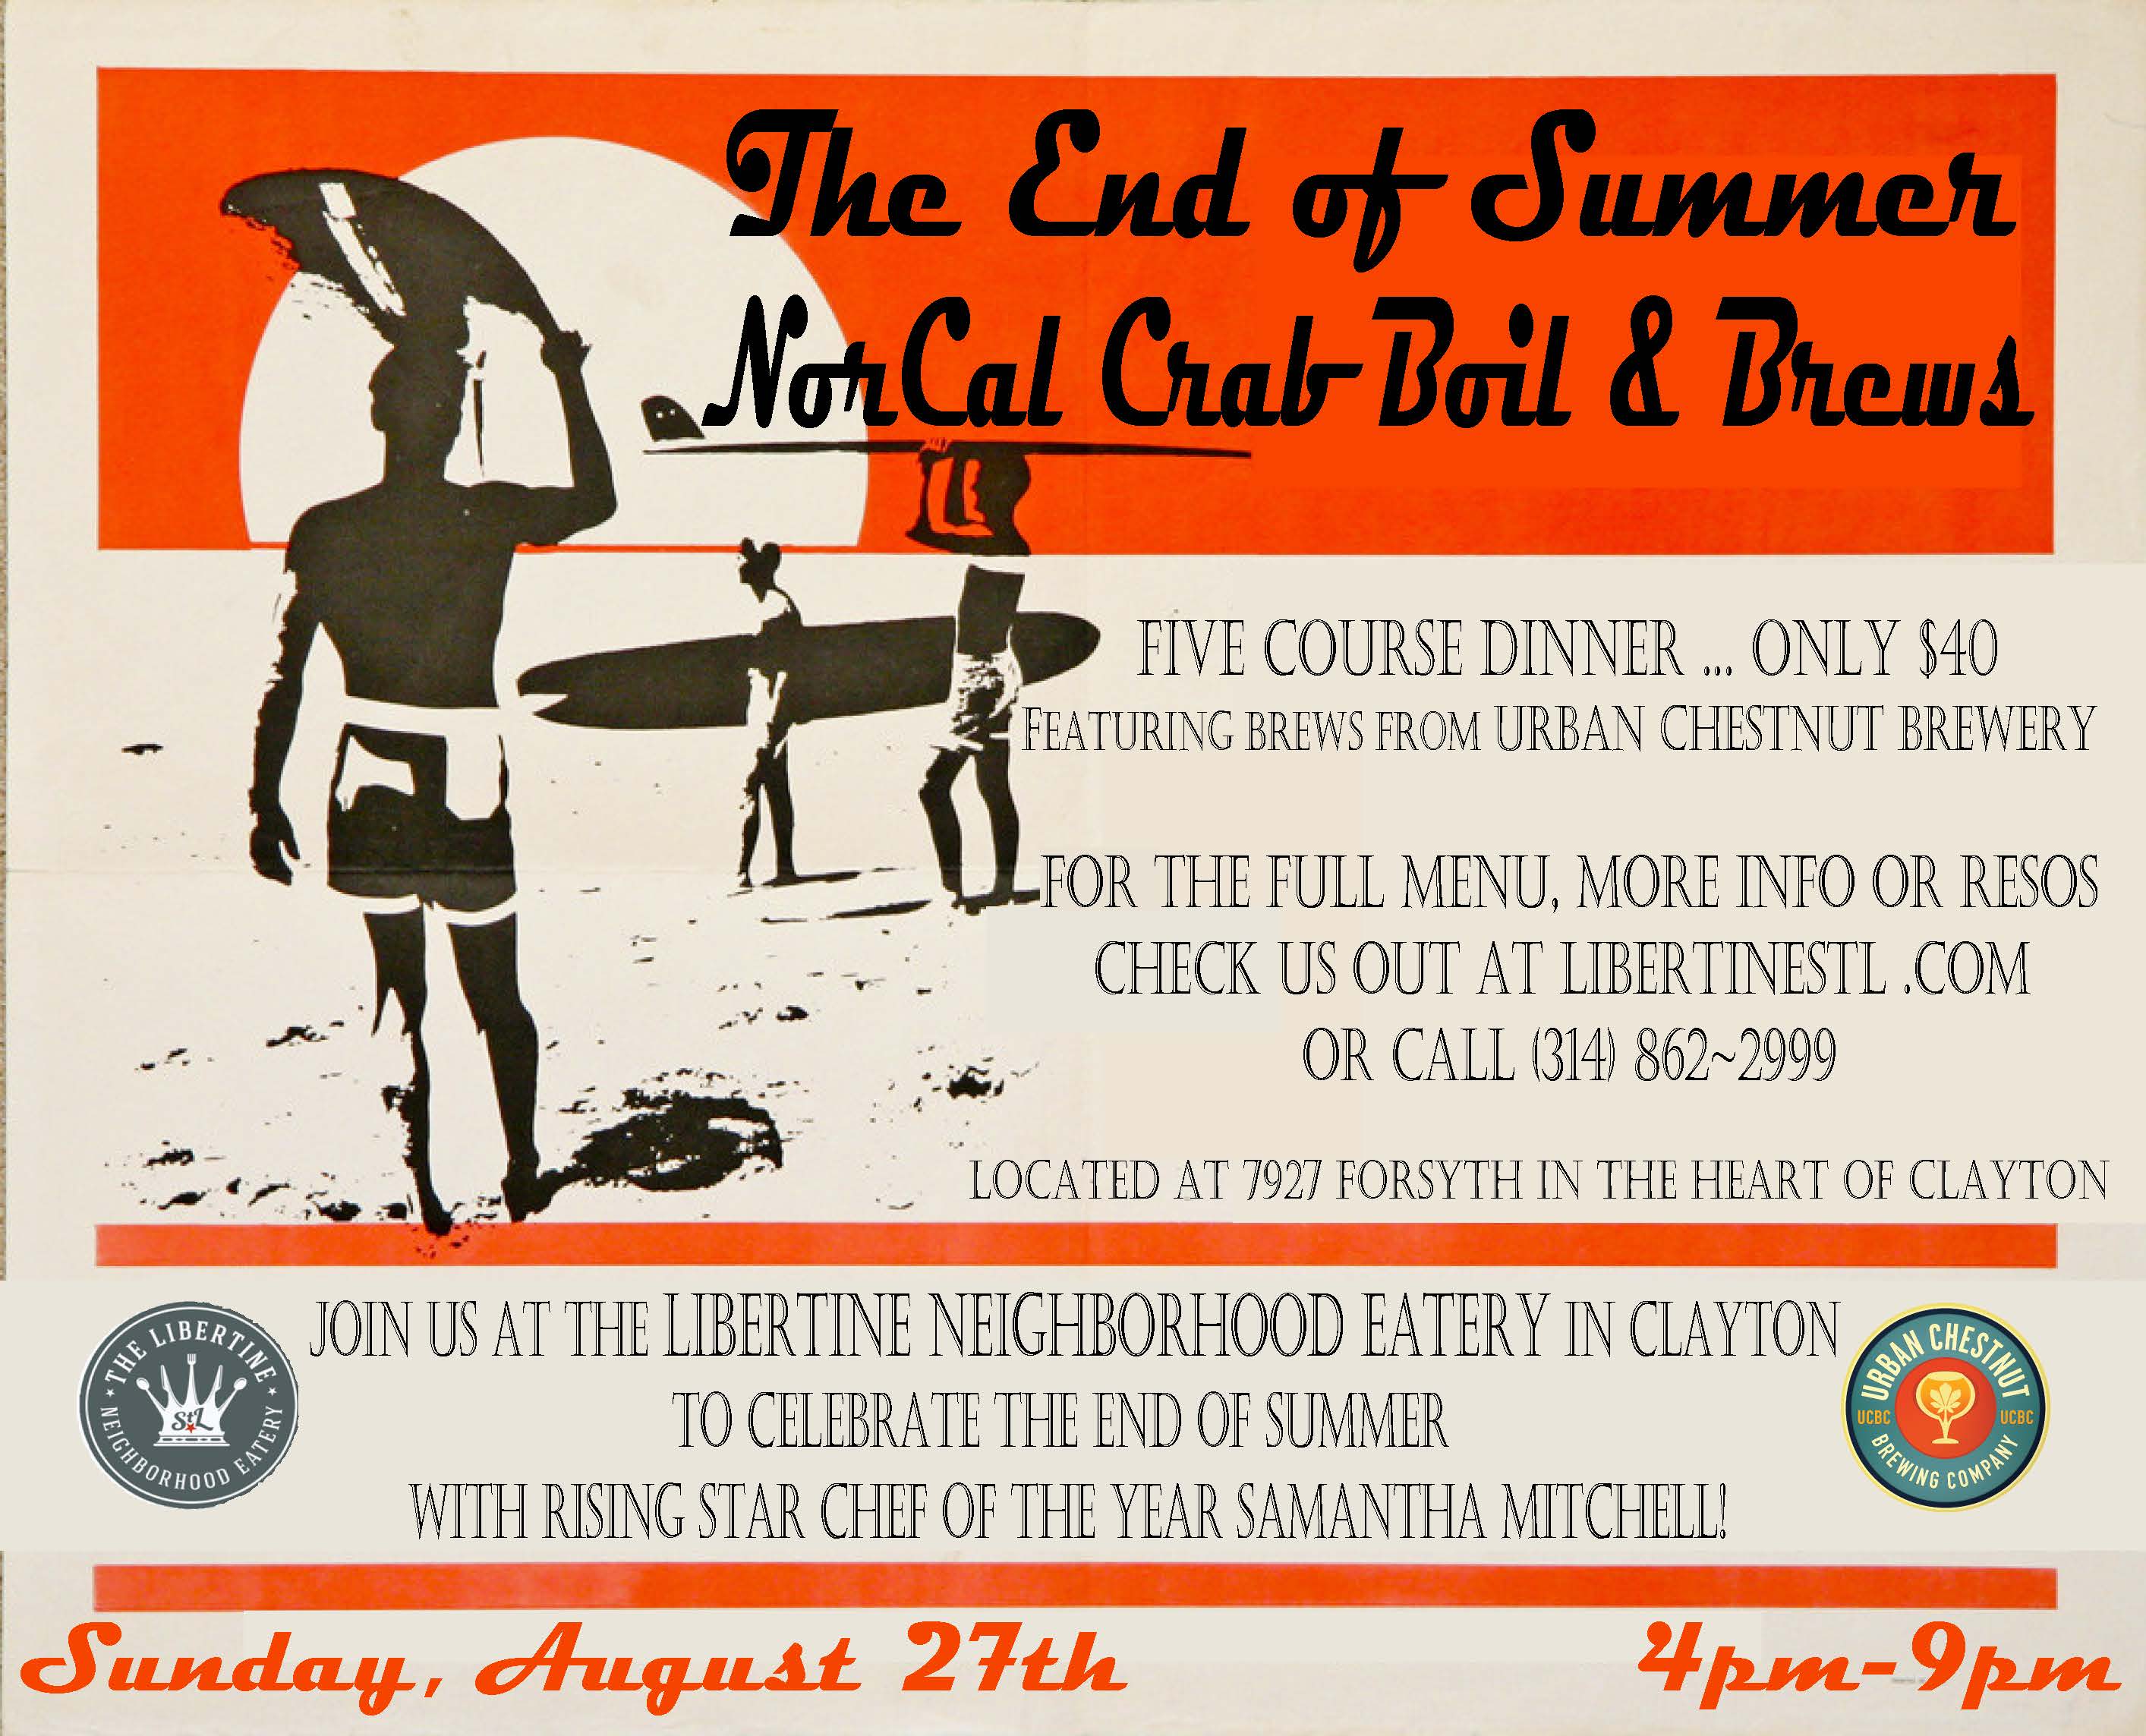 The End of Summer
NorCal Crab Boil & Brews
FIVE COURSE DINNER ... ONLY $40
FEATURING BREWS FROM URBAN CHESTNUT BREWERY
FOR THE FULL MENU, MORE INFO OR RESOS
CHECK US OUT AT LIBERTINESTL .COM
OR CALL (314) 862~2999
LOCATED AT 7927 FORSYTH IN THE HEART OF CLAYTON
JOIN US AT THE LIBERTINE NEIGHBORHOOD EATERY IN CLAYTON
TO CELEBRATE THE END OF SUMMER
WITH RISING STAR CHEF OF THE YEAR SAMANTHA MITCHELL!
THE LIBERTINE
StL
NEIGHBORHOOD EATERY
URBAN CHESTNUT
UCBC UCBC
BREWING COMPANY
Sunday, August 27th
4pm-9pm